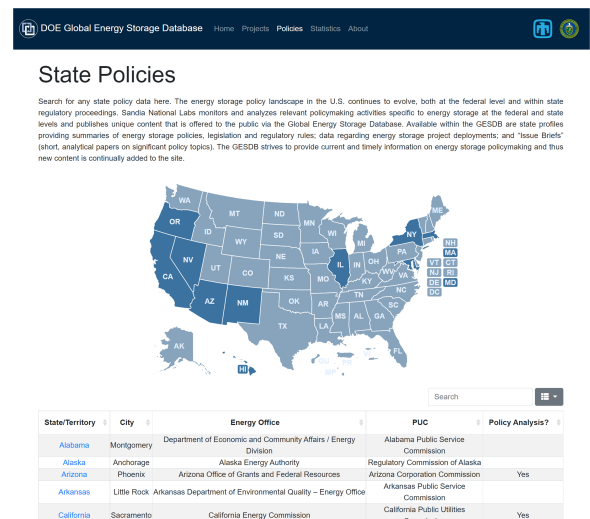 DOE Global Energy Storage Database Home Projects Policies Statistics About
State Policies
Search for any state policy data here. The energy storage policy landscape in the U.S. continues to evolve, both at the federal level and within state
regulatory proceedings. Sandia National Labs monitors and analyzes relevant policymaking activities specific to energy storage at the federal and state
levels and publishes unique content that is offered to the public via the Global Energy Storage Database. Available within the GESDB are state profiles
providing summaries of energy storage policies, legislation and regulatory rules; data regarding energy storage project deployments; and "Issue Briefs"
(short, analytical papers on significant policy topics). The GESDB strives to provide current and timely information on energy storage policymaking and thus
new content is continually added to the site.
WA
ME
MT
ND
MN
OR
ID
SD
WI
NY
WY
MI
NH
MA
IA
PA
NE
VT CT
NV
IL
IN
OH
UT
NJ RI
CO
WV
VA
CA
KS
MO
KY
DE MD
NC
DC
TN
AZ
NM
OK
AR
SC
MS
AL
GA
TX
LA
AK
FL
GU
PR
VI
HI
MP
Search
State/Territory City Energy Office PUC Policy Analysis?
Alabama Montgomery Department of Economic and Community Affairs / Energy Division Alabama Public Service Commission
Alaska Anchorage Alaska Energy Authority Regulatory Commission of Alaska
Arizona Phoenix Arizona Office of Grants and Federal Resources Arizona Corporation Commission Yes
Arkansas Little Rock Arkansas Department of Environmental Quality – Energy Office Arkansas Public Service Commission
California Sacramento California Energy Commission California Public Utilities Yes